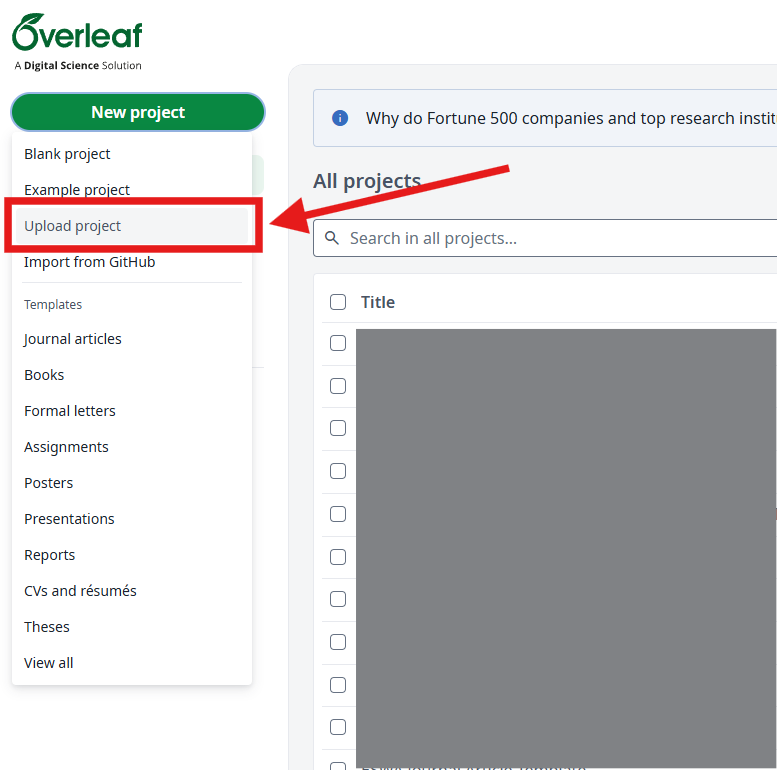 Overleaf
A Digital Science Solution
New project
Blank project
Example project
Upload project
Import from GitHub
Templates
Journal articles
Books
Formal letters
Assignments
Posters
Presentations
Reports
CVs and résumés
Theses
View all
Why do Fortune 500 companies and top research instit
All projects
Search in all projects...
Title